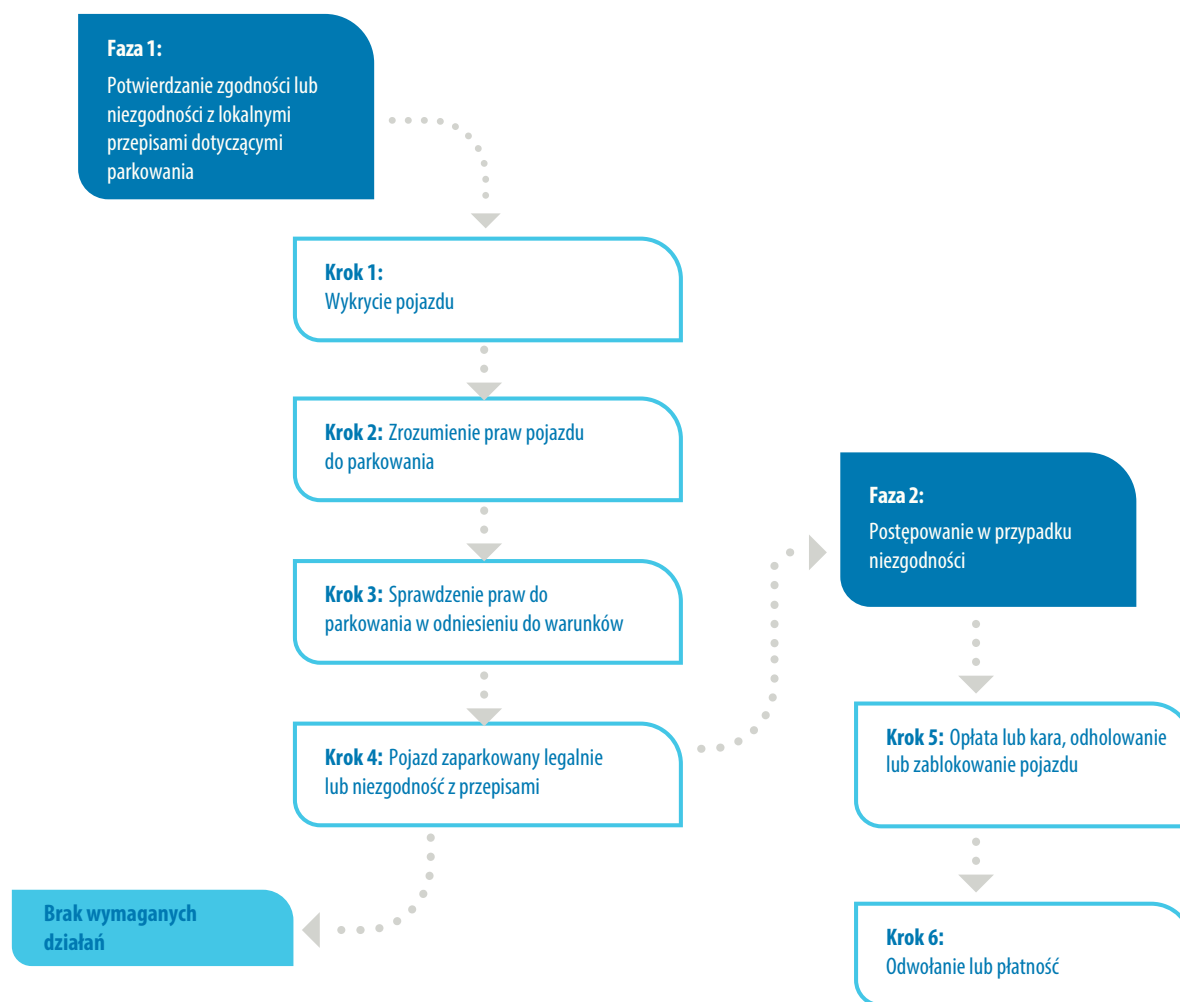 Faza 1:
Potwierdzanie zgodności lub
niezgodności z lokalnymi
przepisami dotyczącymi
parkowania
Krok 1:
Wykrycie pojazdu
Krok 2: Zrozumienie praw pojazdu
do parkowania
Krok 3: Sprawdzenie praw do
parkowania w odniesieniu do warunków
Krok 4: Pojazd zaparkowany legalnie
lub niezgodność z przepisami
Brak wymaganych
działań
Faza 2:
Postępowanie w przypadku
niezgodności
Krok 5: Opłata lub kara, odholowanie
lub zablokowanie pojazdu
Krok 6:
Odwołanie lub płatność